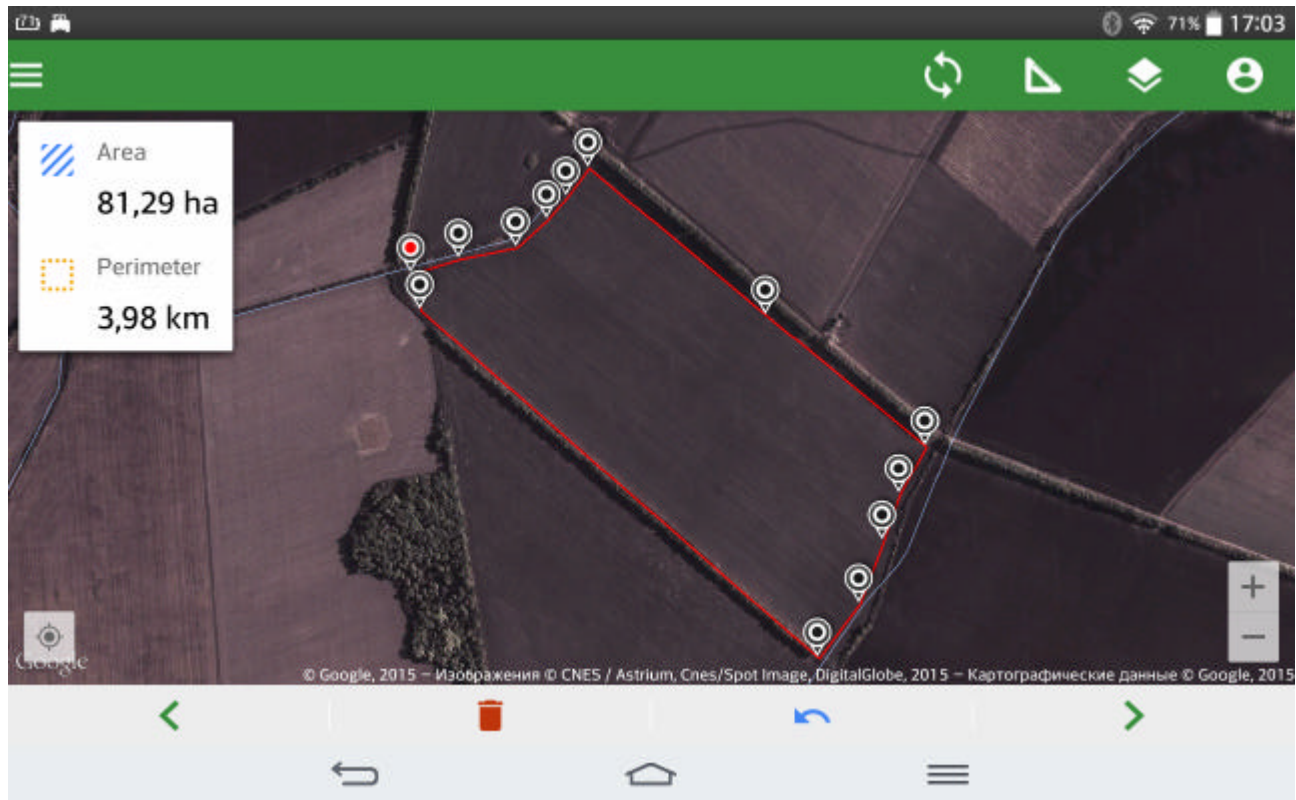 71% 17:03
Area
81,29 ha
Perimeter
3,98 km
+
−
Google
© Google, 2015 – Изображения © CNES / Astrium, Cnes/Spot Image, DigitalGlobe, 2015 – Картографические данные © Google, 2015